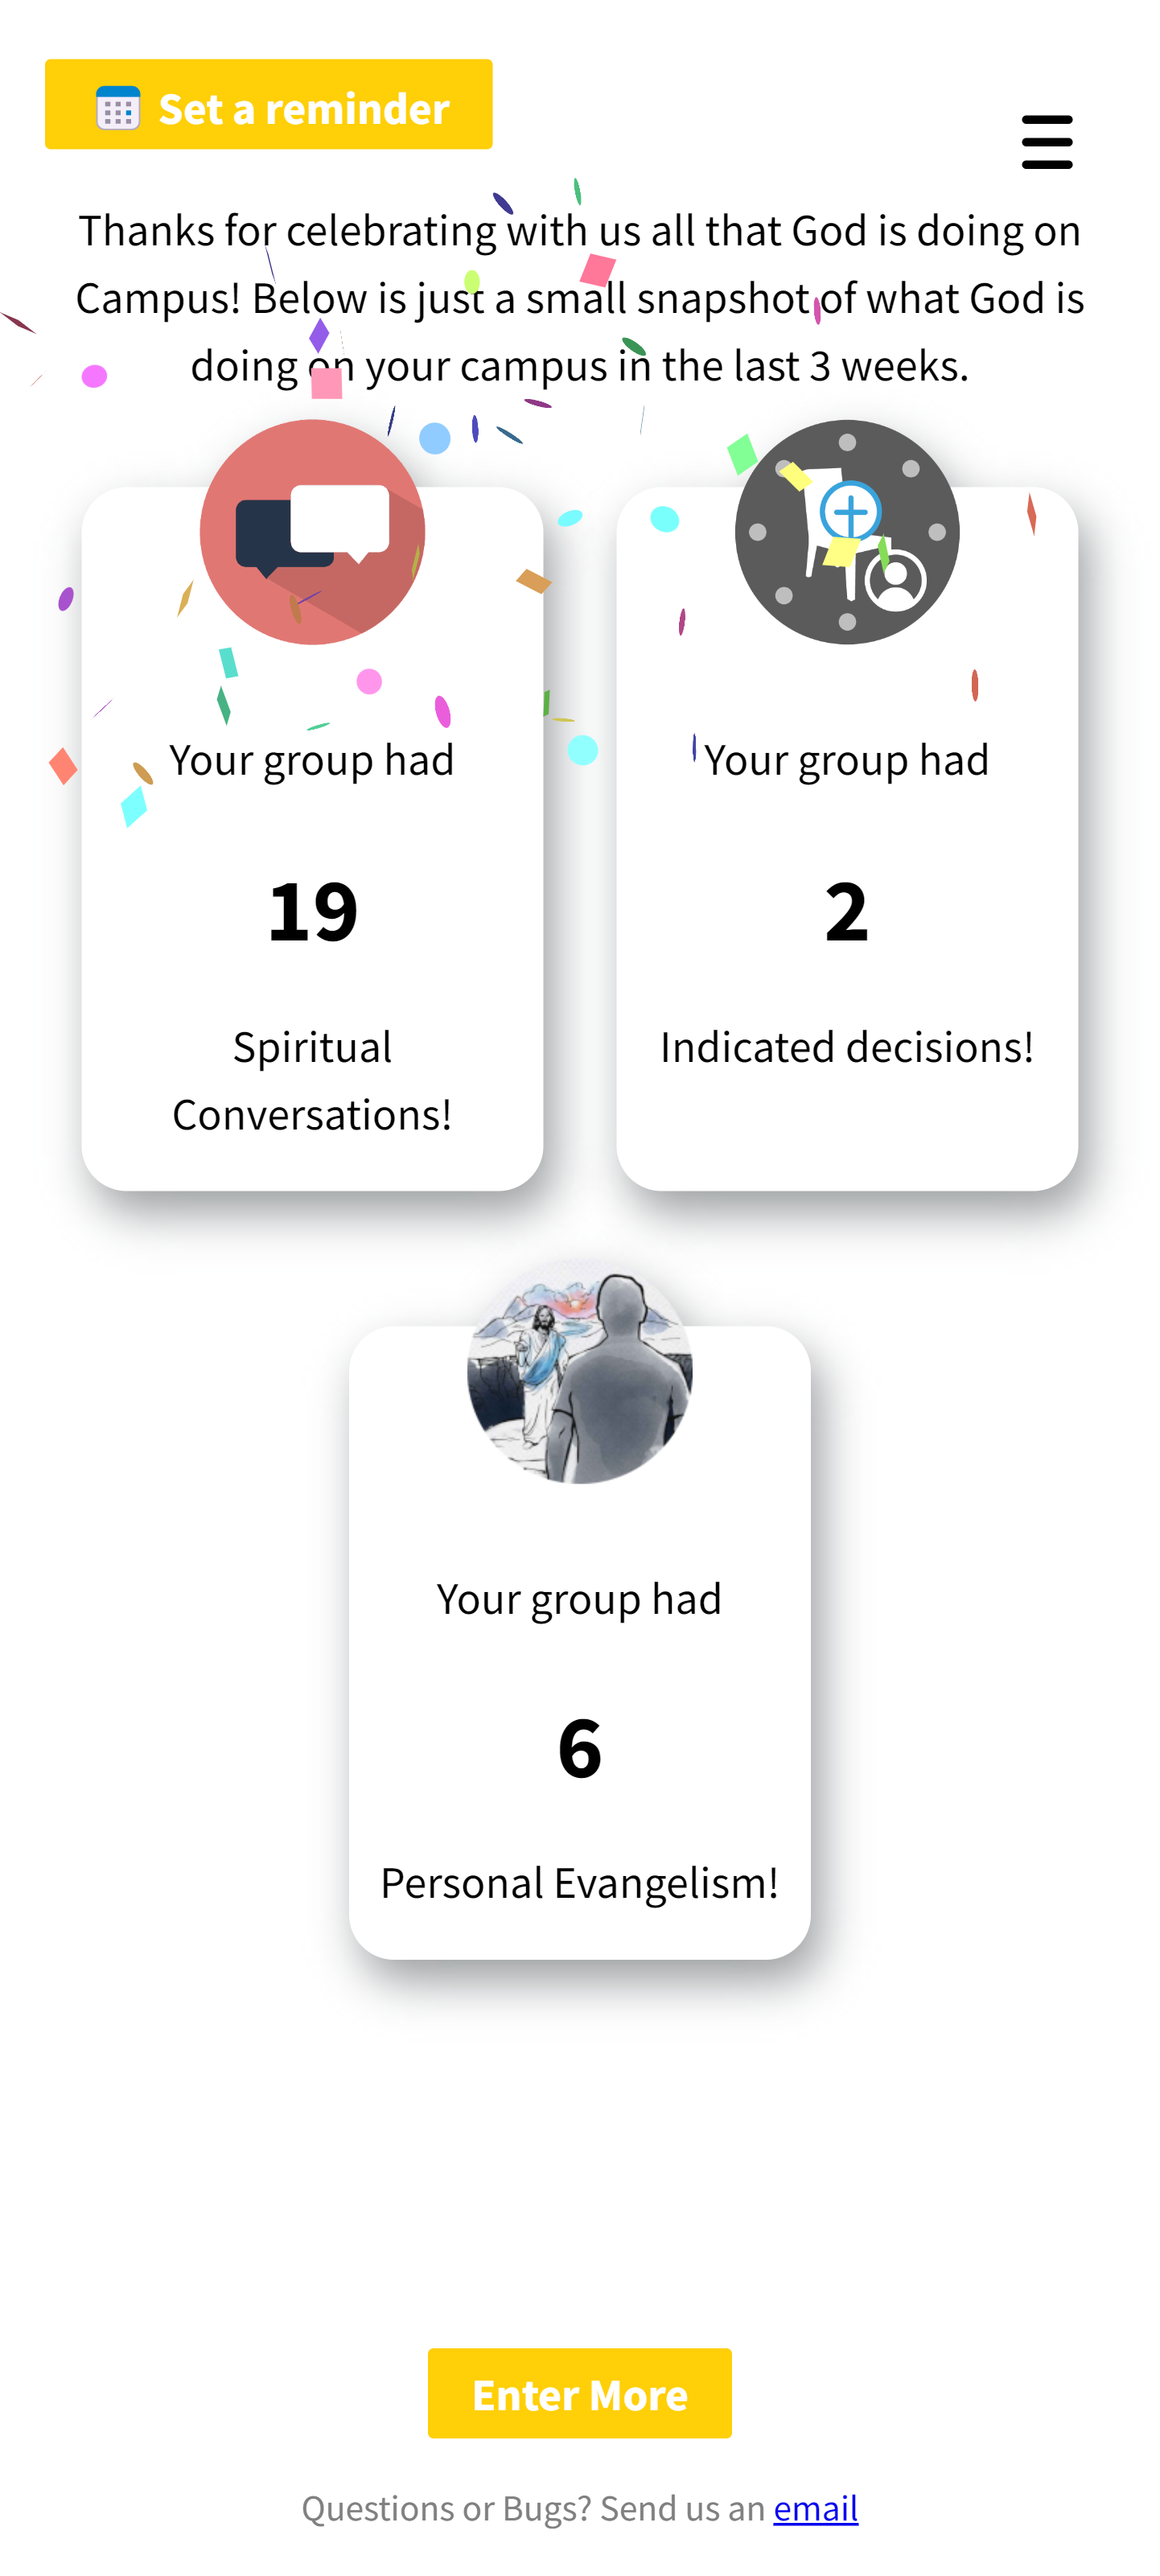 Set a reminder
Thanks for celebrating with us all that God is doing on
Campus! Below is just a small snapshot of what God is
doing on your campus in the last 3 weeks.
Your group had
19
Spiritual
Conversations!
Your group had
2
Indicated decisions!
Your group had
6
Personal Evangelism!
Enter More
Questions or Bugs? Send us an email